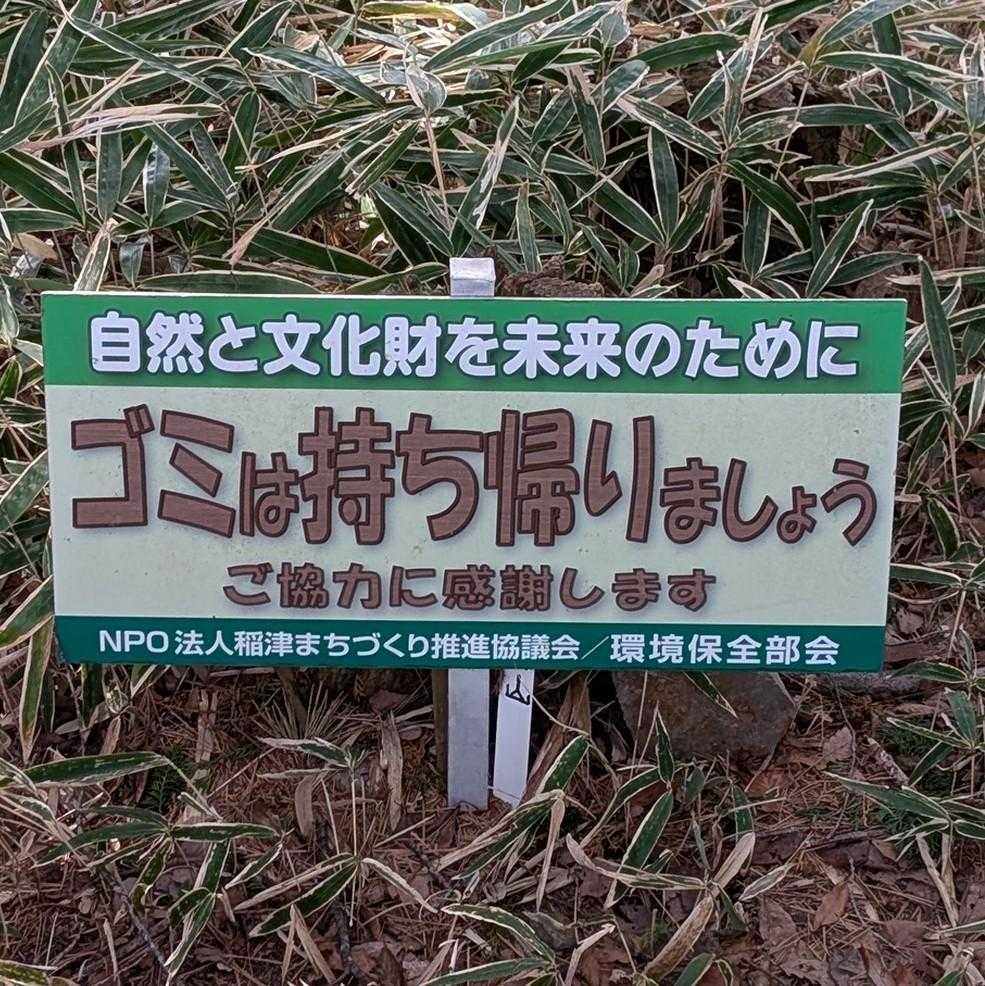 自然と文化財を未来のために
ゴミは持ち帰りましょう
ご協力に感謝します
NPO法人稲津まちづくり推進協議会／環境保全部会